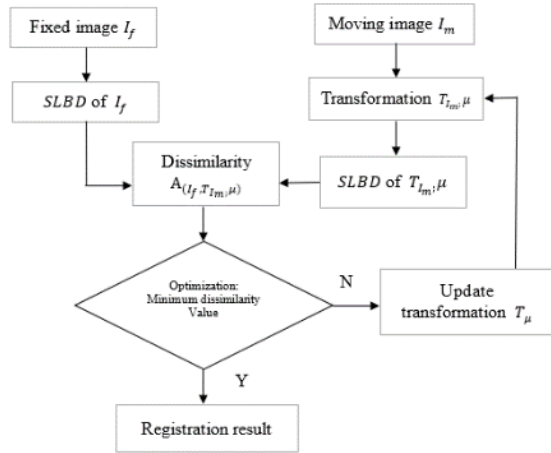 Fixed image I_f
Moving image I_m
SLBD of I_f
Transformation T_{I_m;} μ
Dissimilarity
A_{(I_f, T_{I_m;} μ)}
SLBD of T_{I_m;} μ
Optimization:
Minimum dissimilarity
Value
N
Update
transformation T_μ
Y
Registration result